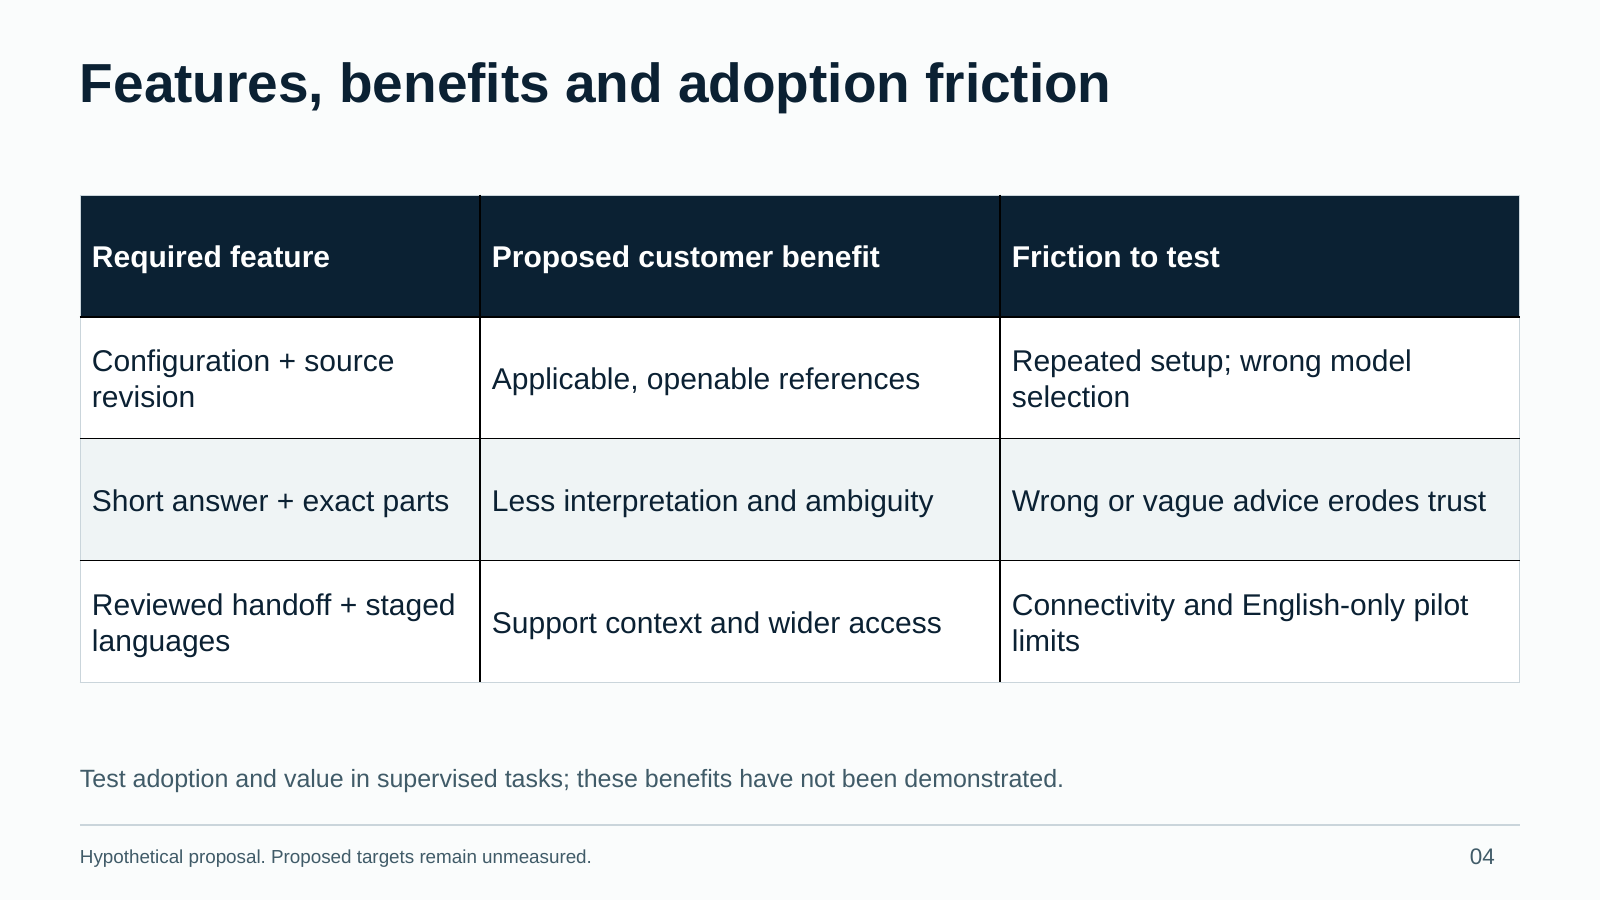 Features, benefits and adoption friction
Required feature
Proposed customer benefit
Friction to test
Configuration + source
revision
Applicable, openable references
Repeated setup; wrong model
selection
Short answer + exact parts
Less interpretation and ambiguity
Wrong or vague advice erodes trust
Reviewed handoff + staged
languages
Support context and wider access
Connectivity and English-only pilot
limits
Test adoption and value in supervised tasks; these benefits have not been demonstrated.
Hypothetical proposal. Proposed targets remain unmeasured.
04